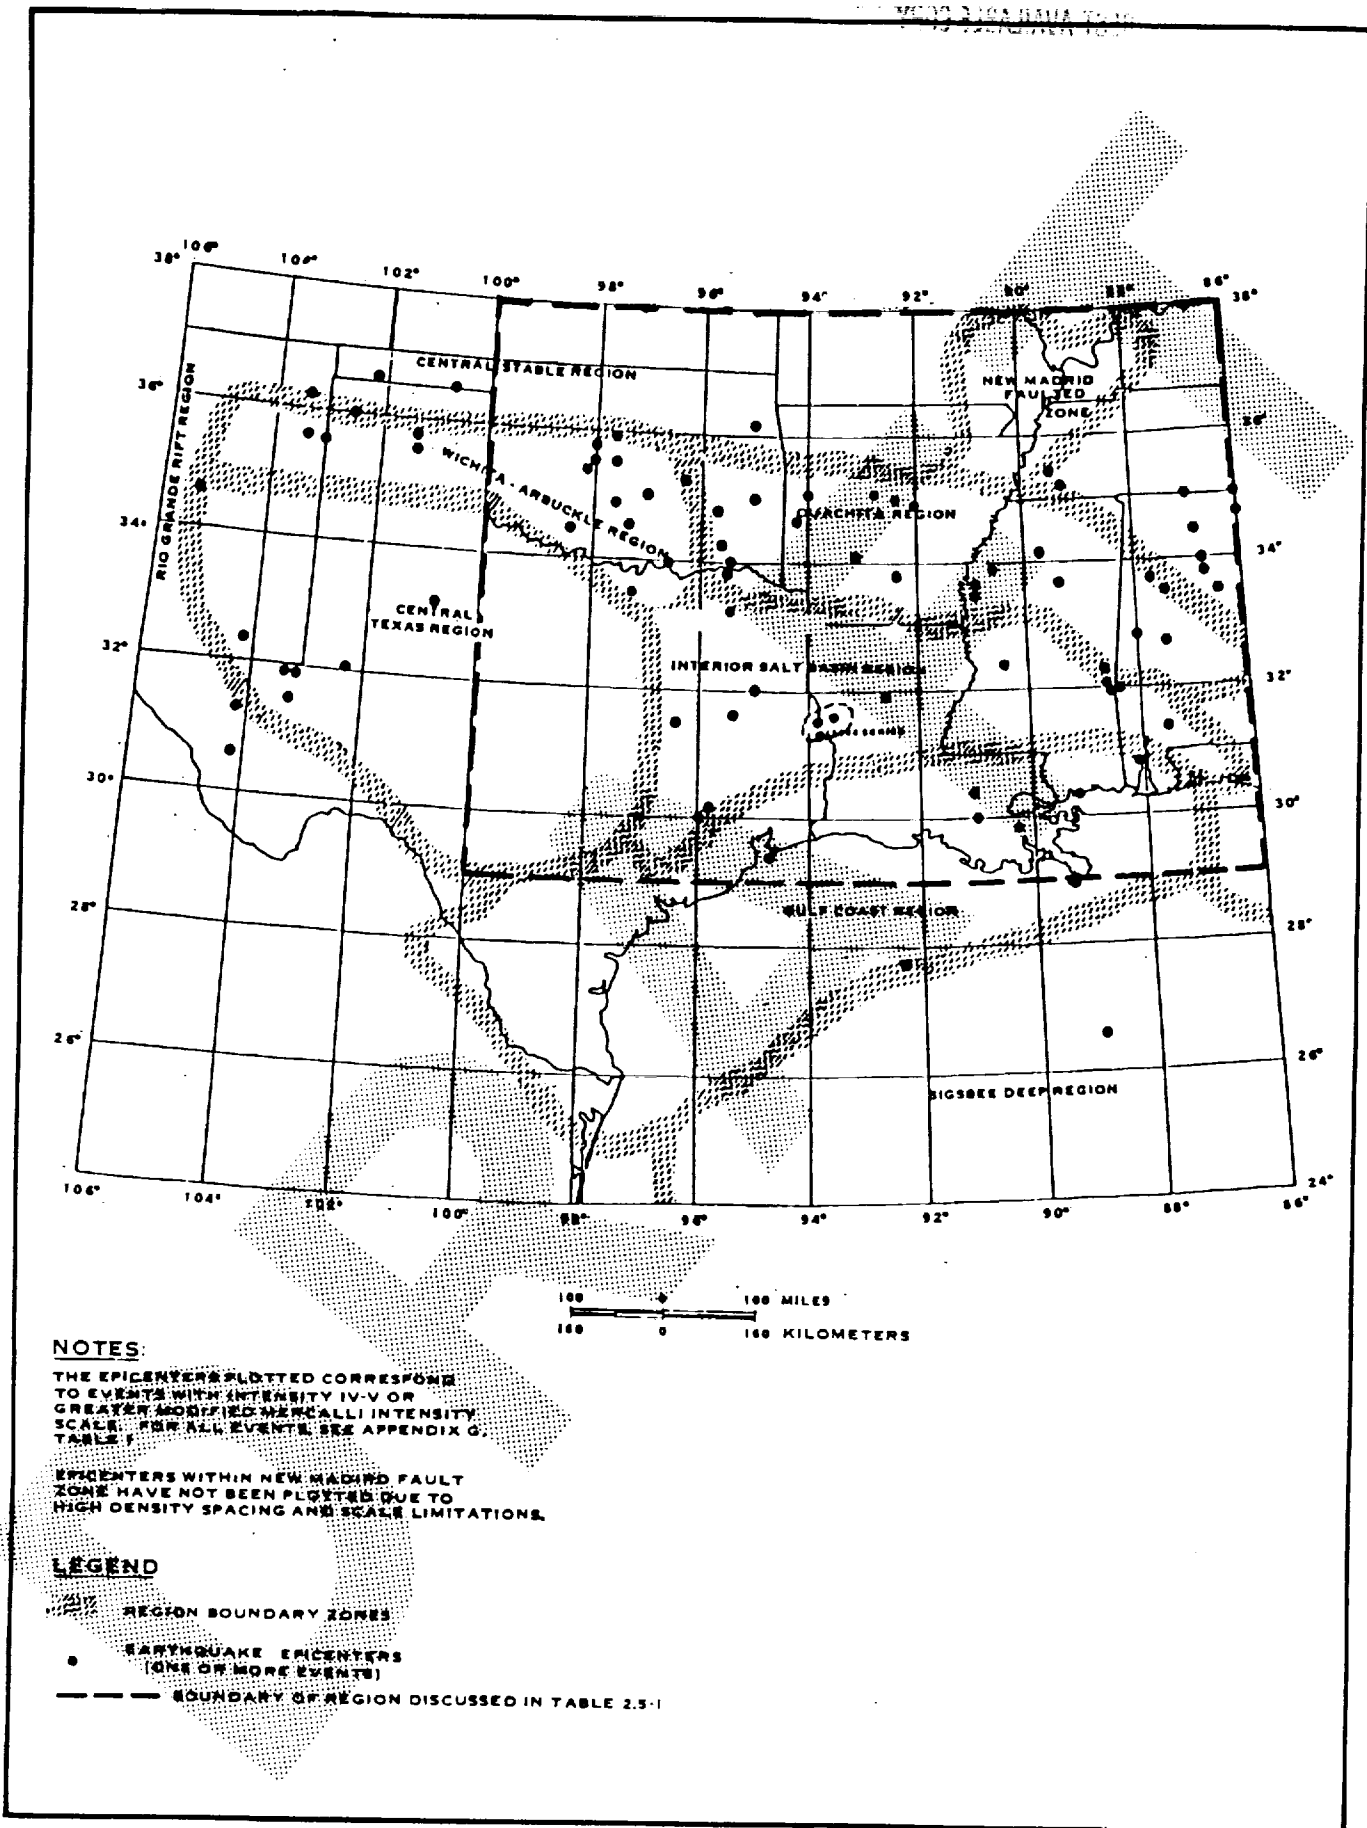 106°
104°
102°
100°
98°
96°
94°
92°
90°
88°
86°
38°
38°
CENTRAL STABLE REGION
NEW MADRID
FAULTED
ZONE
36°
36°
RIO GRANDE RIFT REGION
WICHITA - ARBUCKLE REGION
OUACHITA REGION
34°
34°
CENTRAL
TEXAS REGION
32°
INTERIOR SALT BASIN REGION
32°
SERIES
30°
30°
28°
GULF COAST REGION
28°
26°
26°
SIGSBEE DEEP REGION
24°
106°
104°
102°
100°
98°
96°
94°
92°
90°
88°
86°
100 100 MILES
160 0 160 KILOMETERS
NOTES:
THE EPICENTERS PLOTTED CORRESPOND
TO EVENTS WITH INTENSITY IV-V OR
GREATER MODIFIED MERCALLI INTENSITY
SCALE. FOR ALL EVENTS, SEE APPENDIX G,
TABLE 1
EPICENTERS WITHIN NEW MADIRD FAULT
ZONE HAVE NOT BEEN PLOTTED DUE TO
HIGH DENSITY SPACING AND SCALE LIMITATIONS.
LEGEND
REGION BOUNDARY ZONES
EARTHQUAKE EPICENTERS
(ONE OR MORE EVENTS)
BOUNDARY OF REGION DISCUSSED IN TABLE 2.5-1